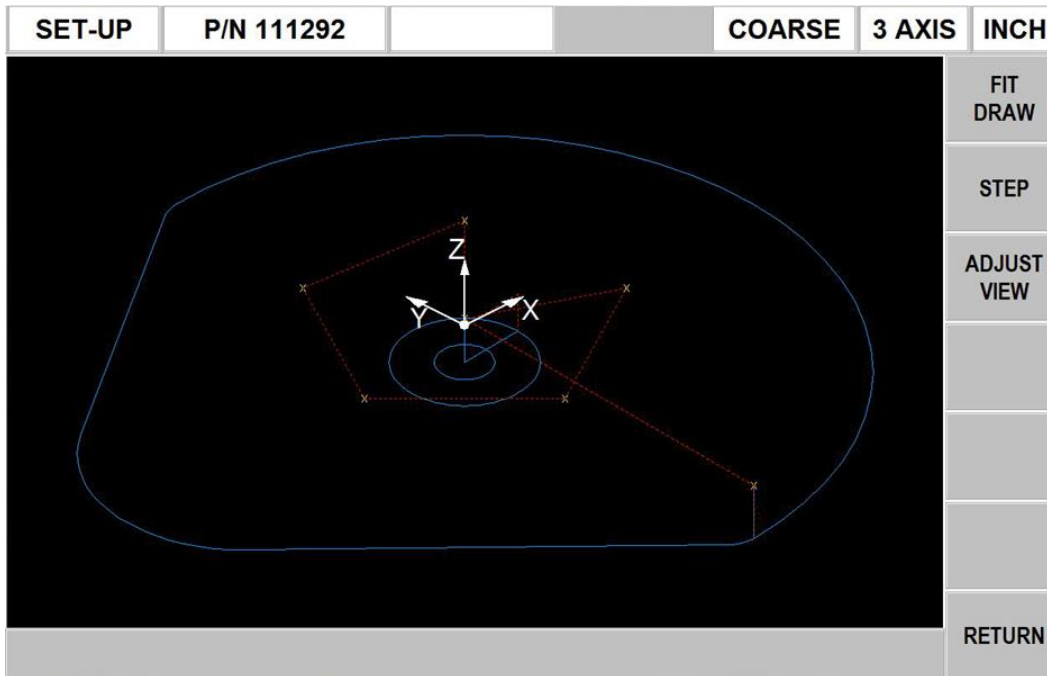 SET-UP P/N 111292 COARSE 3 AXIS INCH
FIT
DRAW
STEP
ADJUST
VIEW
Z
Y X
RETURN